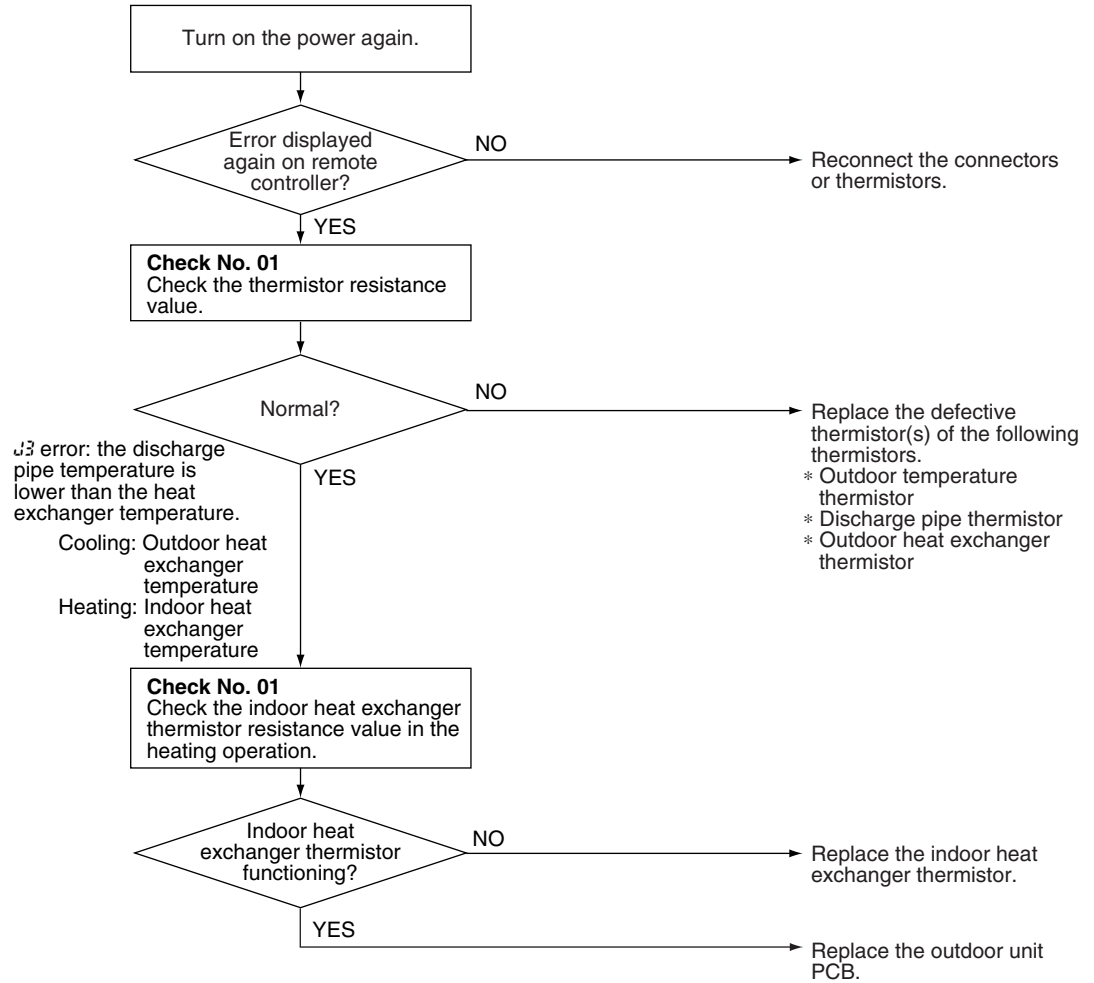 Turn on the power again.
Error displayed
again on remote
controller?
NO
Reconnect the connectors
or thermistors.
YES
Check No. 01
Check the thermistor resistance
value.
Normal?
NO
Replace the defective
thermistor(s) of the following
thermistors.
* Outdoor temperature
thermistor
* Discharge pipe thermistor
* Outdoor heat exchanger
thermistor
YES
J3 error: the discharge
pipe temperature is
lower than the heat
exchanger temperature.
Cooling: Outdoor heat
exchanger
temperature
Heating: Indoor heat
exchanger
temperature
Check No. 01
Check the indoor heat exchanger
thermistor resistance value in the
heating operation.
Indoor heat
exchanger thermistor
functioning?
NO
Replace the indoor heat
exchanger thermistor.
YES
Replace the outdoor unit
PCB.